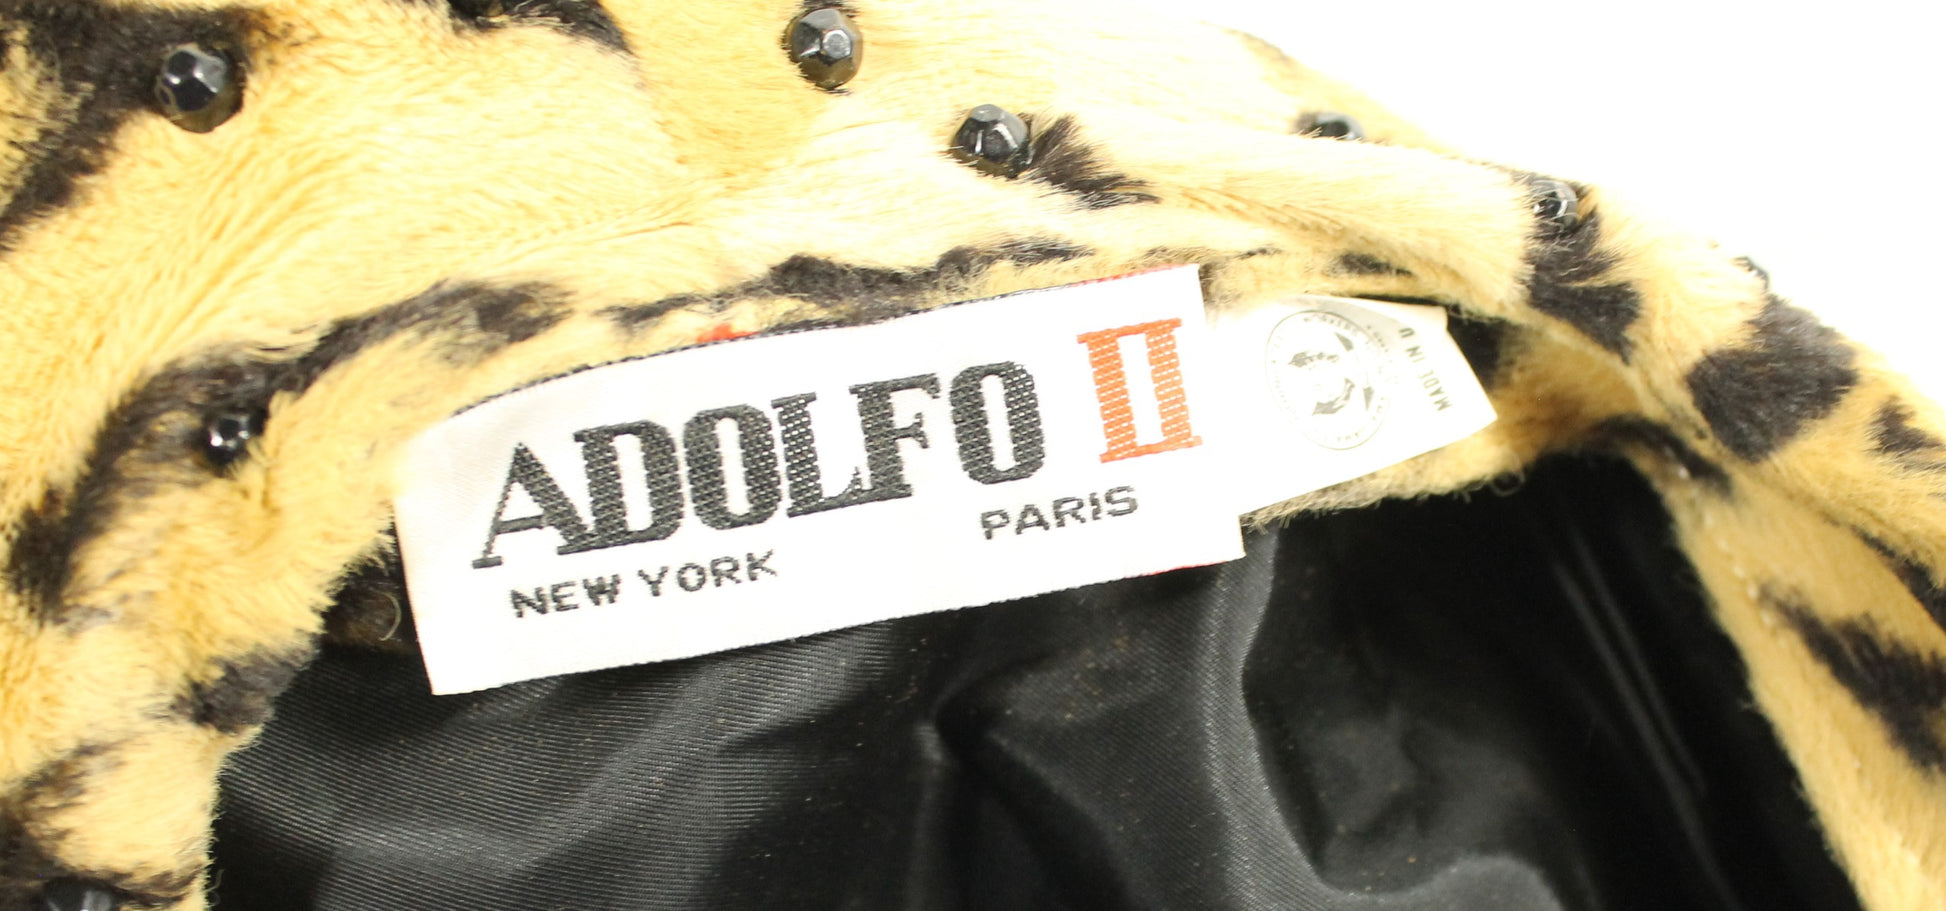 ADOLFO II
NEW YORK PARIS
MADE IN U